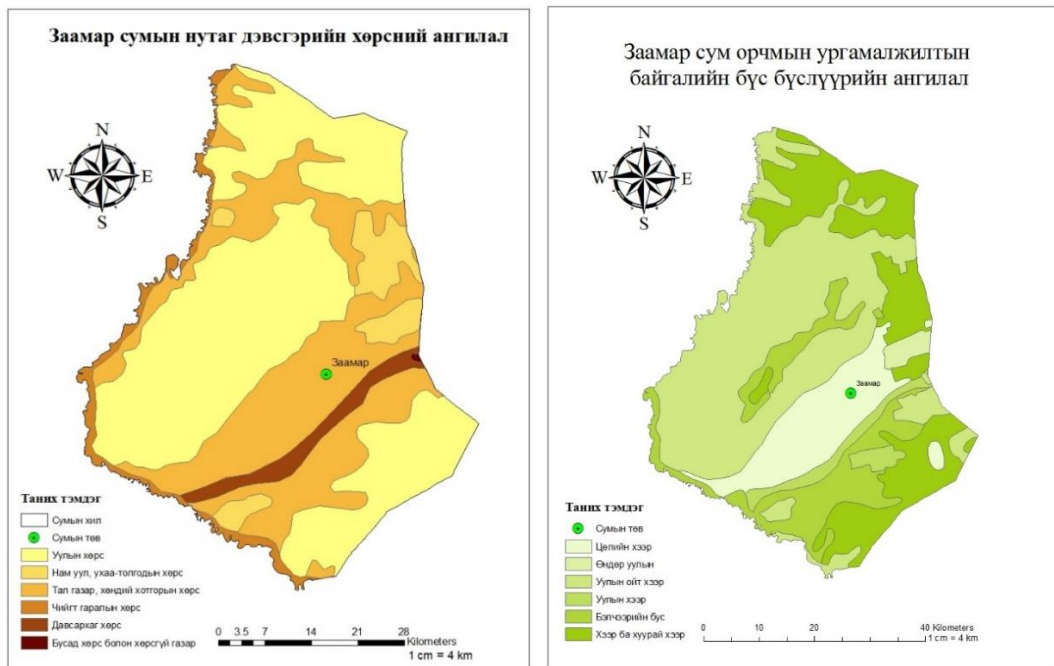 Заамар сумын нутаг дэвсгэрийн хөрсний ангилал
N
W
E
S
Заамар
Таних тэмдэг
Сумын хил
Сумын төв
Уулын хөрс
Нам уул, ухаа-толгодын хөрс
Тал газар, хөндий хотгорын хөрс
Чийгт гаралын хөрс
Давсархаг хөрс
Бусад хөрс болон хөрсгүй газар
0 3.5 7 14 21 28
Kilometers
1 cm = 4 km
Заамар сум орчмын ургамалжилтын
байгалийн бүс бүслүүрийн ангилал
N
W
E
S
Заамар
Таних тэмдэг
Сумын төв
Цөлийн хээр
Өндөр уулын
Уулын ойт хээр
Уулын хээр
Бэлчээрийн бүс
Хээр ба хуурай хээр
0 10 20 40 Kilometers
1 cm = 4 km